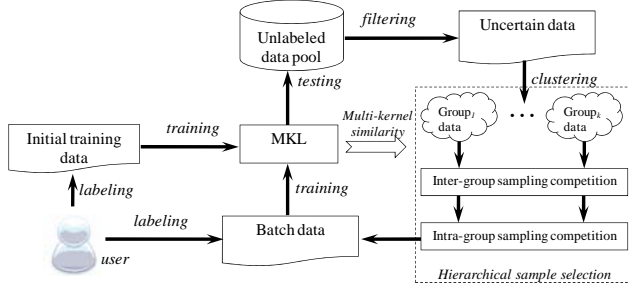 filtering
Unlabeled
data pool
Uncertain data
testing
clustering
Multi-kernel
similarity
Group1
data
...
Groupk
data
Initial training
data
training
MKL
Inter-group sampling competition
labeling
training
labeling
Batch data
Intra-group sampling competition
user
Hierarchical sample selection